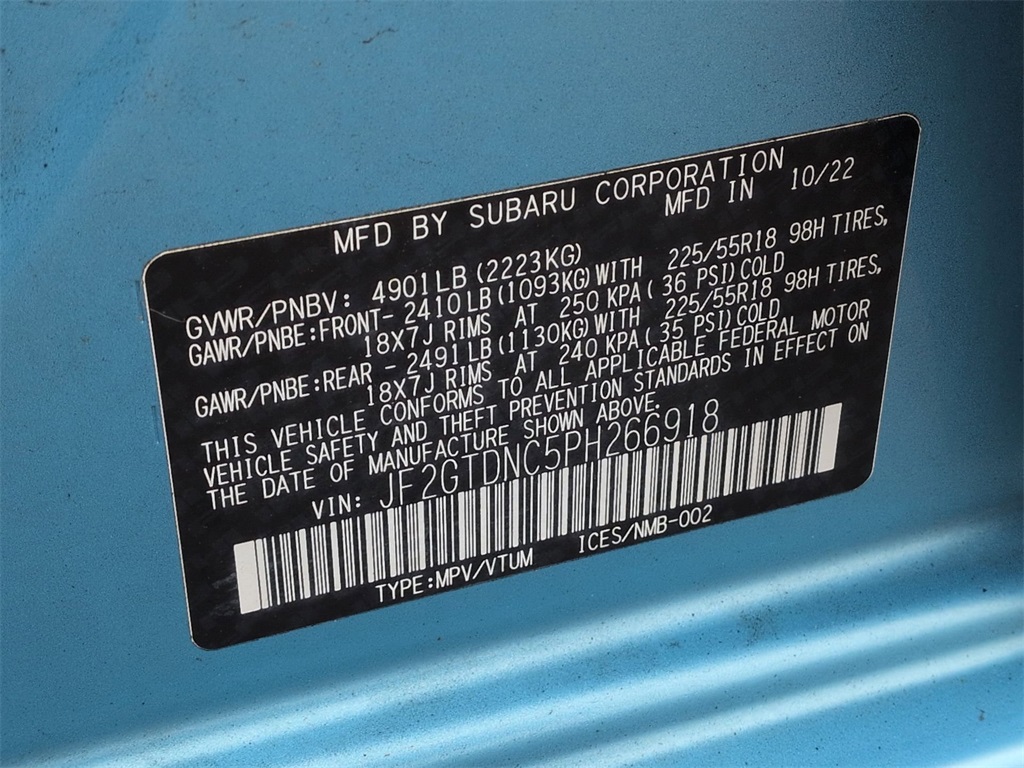 MFD BY SUBARU CORPORATION
MFD IN 10/22
GVWR/PNBV: 4901LB (2223KG)
GAWR/PNBE:FRONT- 2410LB (1093KG) WITH 225/55R18 98H TIRES,
18X7J RIMS AT 250 KPA ( 36 PSI) COLD
GAWR/PNBE:REAR - 2491LB (1130KG) WITH 225/55R18 98H TIRES,
18X7J RIMS AT 240 KPA ( 35 PSI) COLD
THIS VEHICLE CONFORMS TO ALL APPLICABLE FEDERAL MOTOR
VEHICLE SAFETY AND THEFT PREVENTION STANDARDS IN EFFECT ON
THE DATE OF MANUFACTURE SHOWN ABOVE.
VIN: JF2GTDNC5PH266918
TYPE:MPV/VTUM ICES/NMB-002